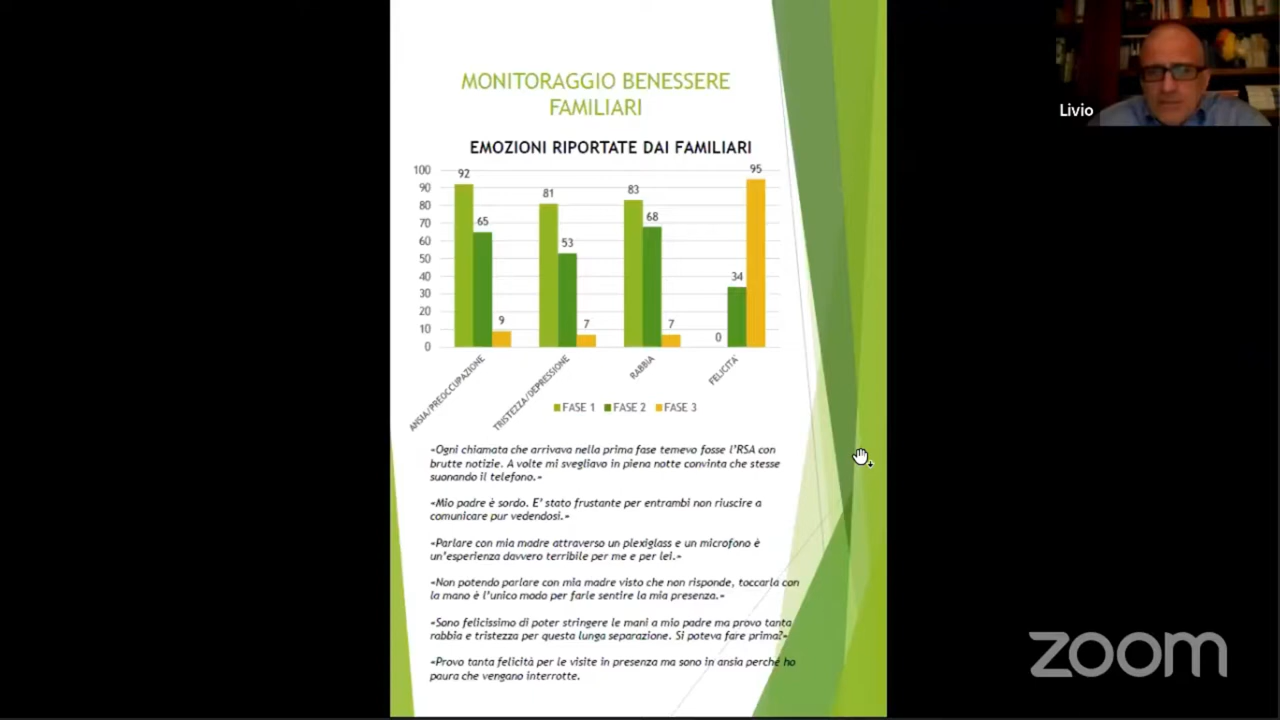 MONITORAGGIO BENESSERE
FAMILIARI
EMOZIONI RIPORTATE DAI FAMILIARI
100
90
80
70
60
50
40
30
20
10
0
92
65
9
81
53
7
83
68
7
0
34
95
ANSIA/PREOCCUPAZIONE
TRISTEZZA/DEPRESSIONE
RABBIA
FELICITA'
FASE 1 FASE 2 FASE 3
«Ogni chiamata che arrivava nella prima fase temevo fosse l'RSA con
brutte notizie. A volte mi svegliavo in piena notte convinta che stesse
suonando il telefono.»
«Mio padre è sordo. E' stato frustante per entrambi non riuscire a
comunicare pur vedendosi.»
«Parlare con mia madre attraverso un plexiglass e un microfono è
un'esperienza davvero terribile per me e per lei.»
«Non potendo parlare con mia madre visto che non risponde, toccarla con
la mano è l'unico modo per farle sentire la mia presenza.»
«Sono felicissimo di poter stringere le mani a mio padre ma provo tanta
rabbia e tristezza per questa lunga separazione. Si poteva fare prima?»
«Provo tanta felicità per le visite in presenza ma sono in ansia perché ho
paura che vengano interrotte.
Livio
zoom